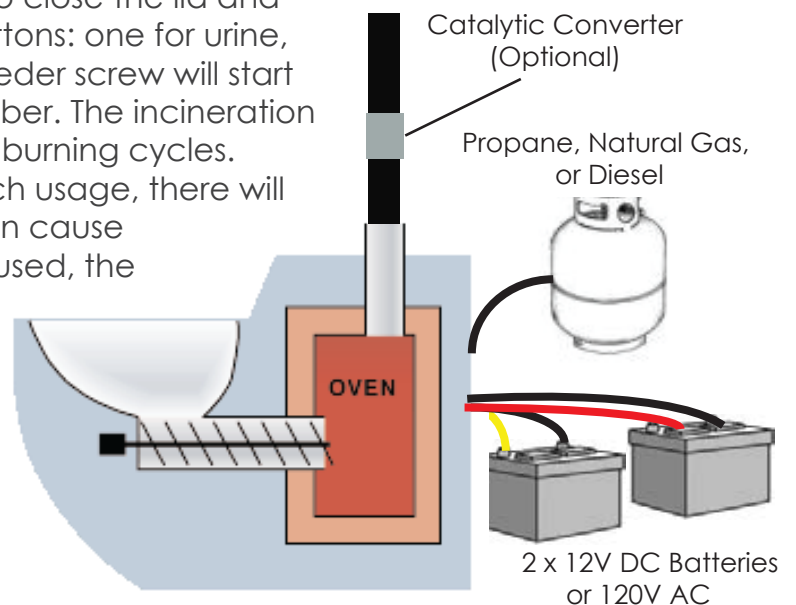 o close the lid and
ttons: one for urine,
eeder screw will start
ber. The incineration
burning cycles.
ch usage, there will
n cause
used, the
Catalytic Converter
(Optional)
Propane, Natural Gas,
or Diesel
OVEN
2 x 12V DC Batteries
or 120V AC